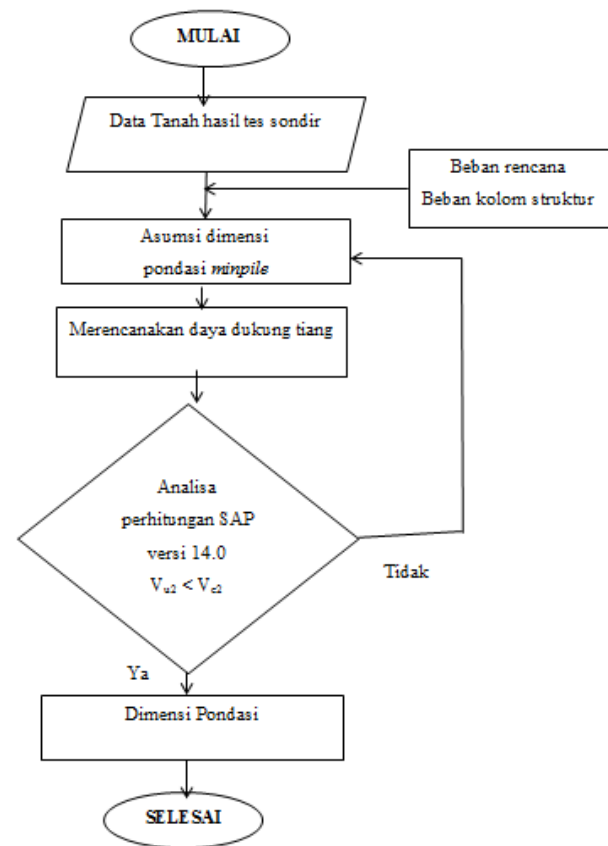 MULAI
Data Tanah hasil tes sondir
Beban rencana
Beban kolom struktur
Asumsi dimensi
pondasi minpile
Merencanakan daya dukung tiang
Analisa
perhitungan SAP
versi 14.0
Vu2 < Vc2
Tidak
Ya
Dimensi Pondasi
SELESAI